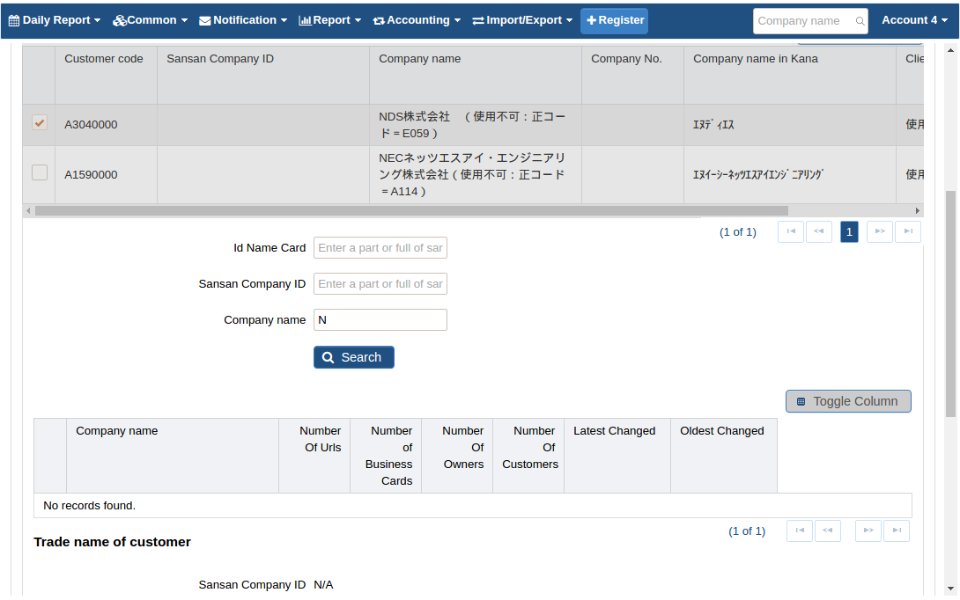 Daily Report Common Notification Report Accounting Import/Export Register Company name Account 4
Customer code Sansan Company ID Company name Company No. Company name in Kana Clie
A3040000 NDS株式会社 (使用不可:正コー ｴﾇﾃﾞｨｴｽ 使用
ド=E059)
NECネッツエスアイ・エンジニアリ
A1590000 ング株式会社(使用不可:正コード ｴﾇｲｰｼｰﾈｯﾂｴｽｱｲｴﾝｼﾞﾆｱﾘﾝｸﾞ 使用
=A114)
(1 of 1) 1
Id Name Card Enter a part or full of sar
Sansan Company ID Enter a part or full of sar
Company name N
Search
Toggle Column
Company name Number Number Number Number Latest Changed Oldest Changed
Of Urls of Of Of
Business Owners Customers
Cards
No records found.
(1 of 1)
Trade name of customer
Sansan Company ID N/A